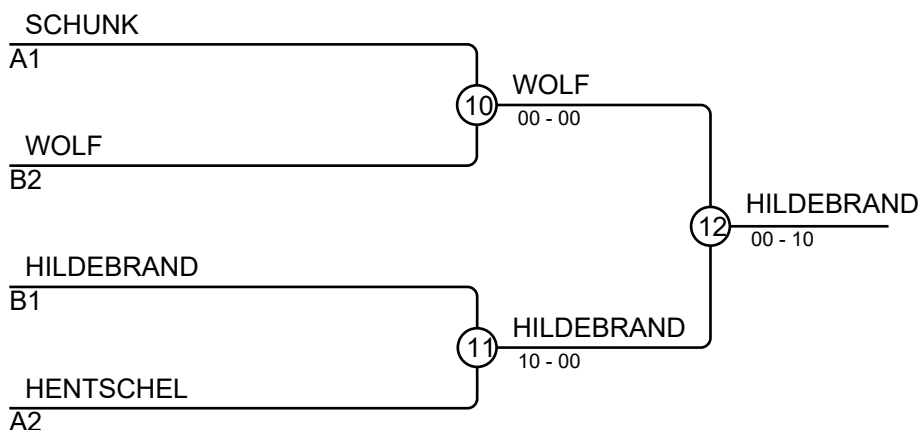 SCHUNK
A1
10
WOLF
00 - 00
WOLF
B2
12
HILDEBRAND
00 - 10
HILDEBRAND
B1
11
HILDEBRAND
10 - 00
HENTSCHEL
A2